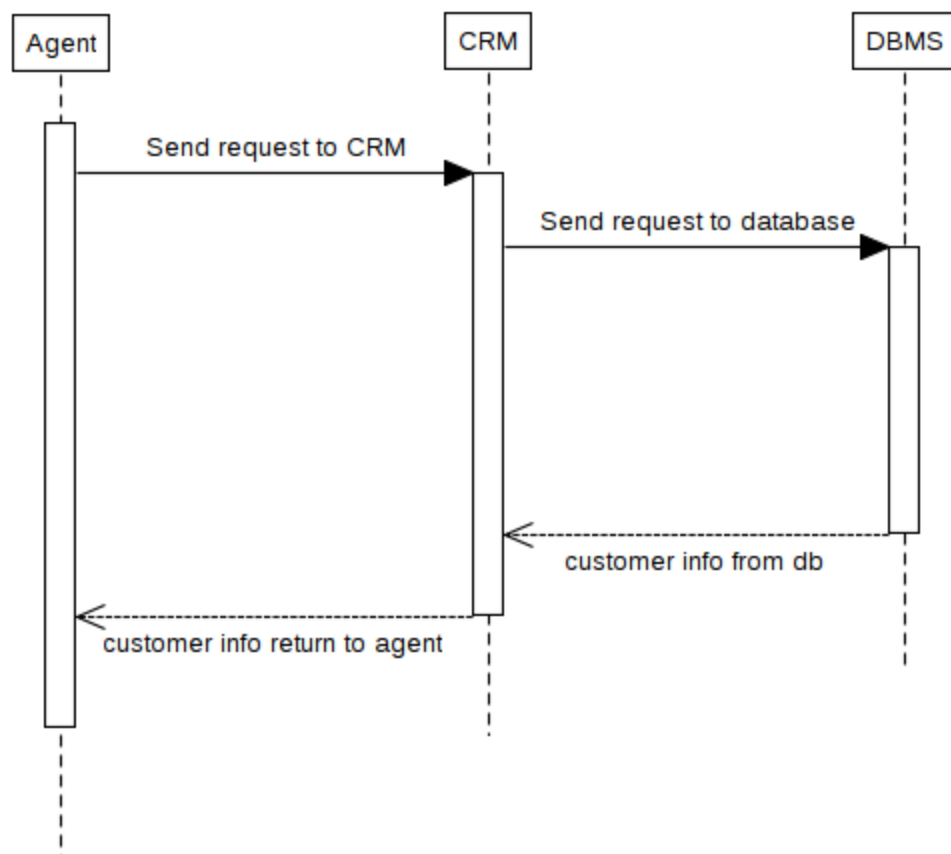 Agent
CRM
DBMS
Send request to CRM
Send request to database
customer info from db
customer info return to agent